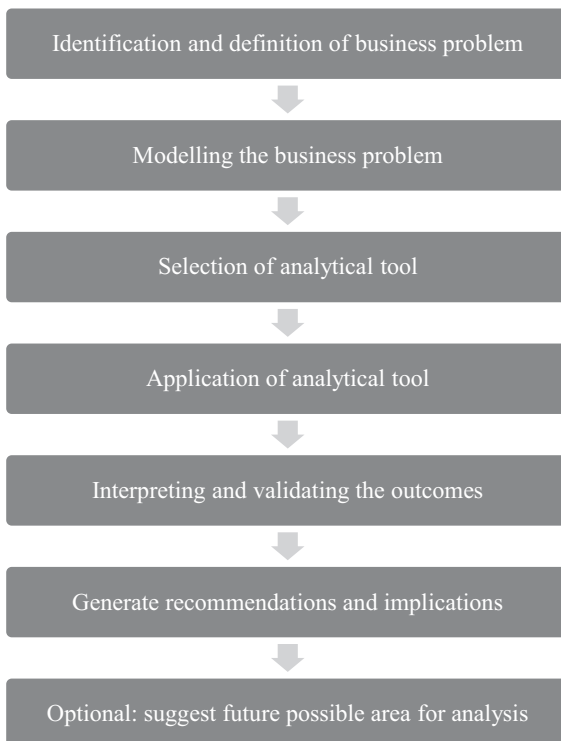 Identification and definition of business problem
Modelling the business problem
Selection of analytical tool
Application of analytical tool
Interpreting and validating the outcomes
Generate recommendations and implications
Optional: suggest future possible area for analysis